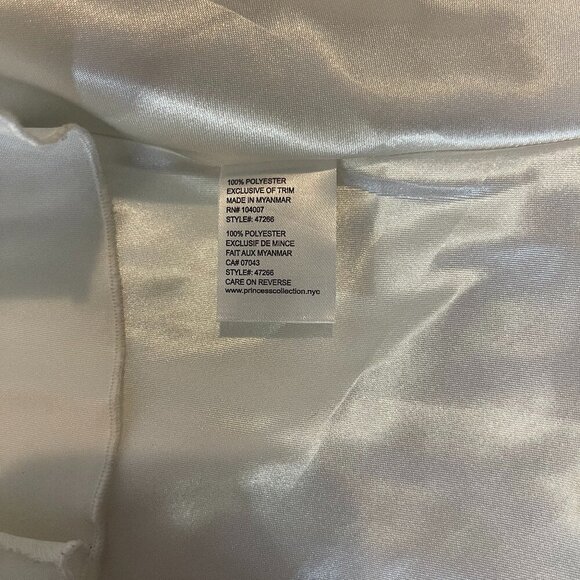 100% POLYESTER
EXCLUSIVE OF TRIM
MADE IN MYANMAR
RN# 104007
STYLE#: 47266
100% POLYESTER
EXCLUSIF DE MINCE
FAIT AUX MYANMAR
CA# 07043
STYLE#: 47266
CARE ON REVERSE
www.princesscollection.nyc